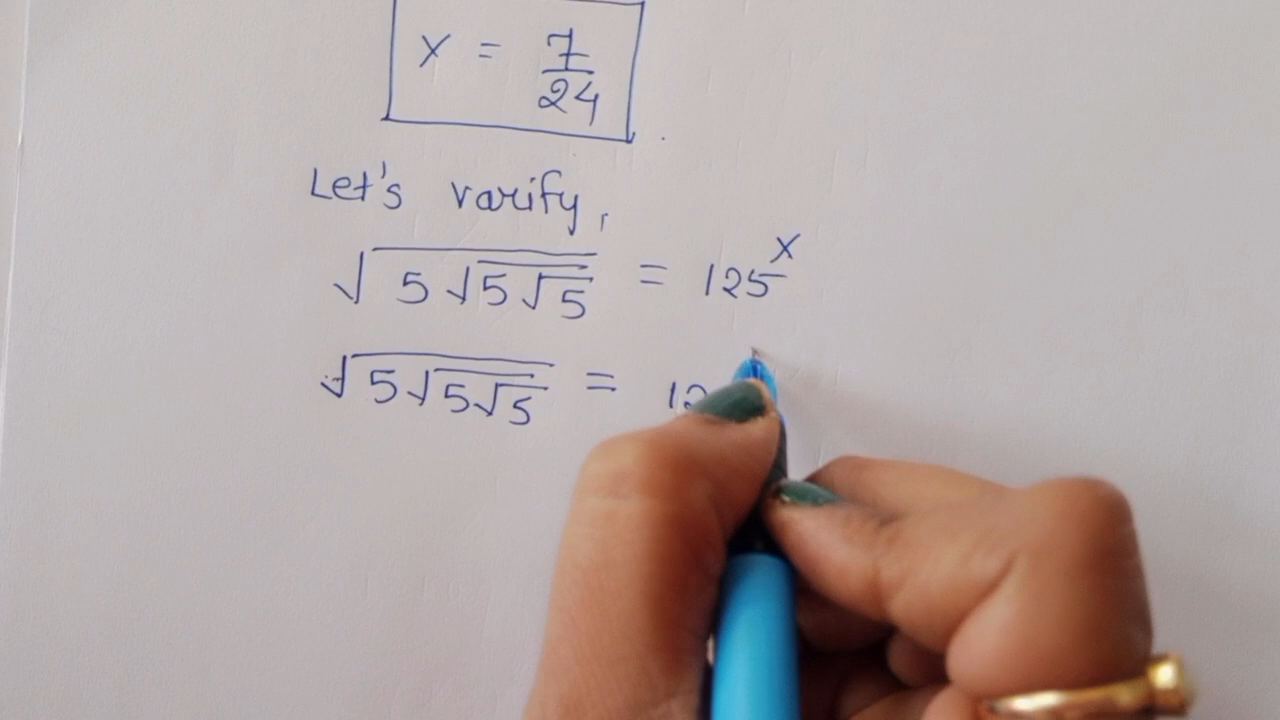 x = 7/24
Let's varify,
√(5√(5√5)) = 125^x
√(5√(5√5)) = 12